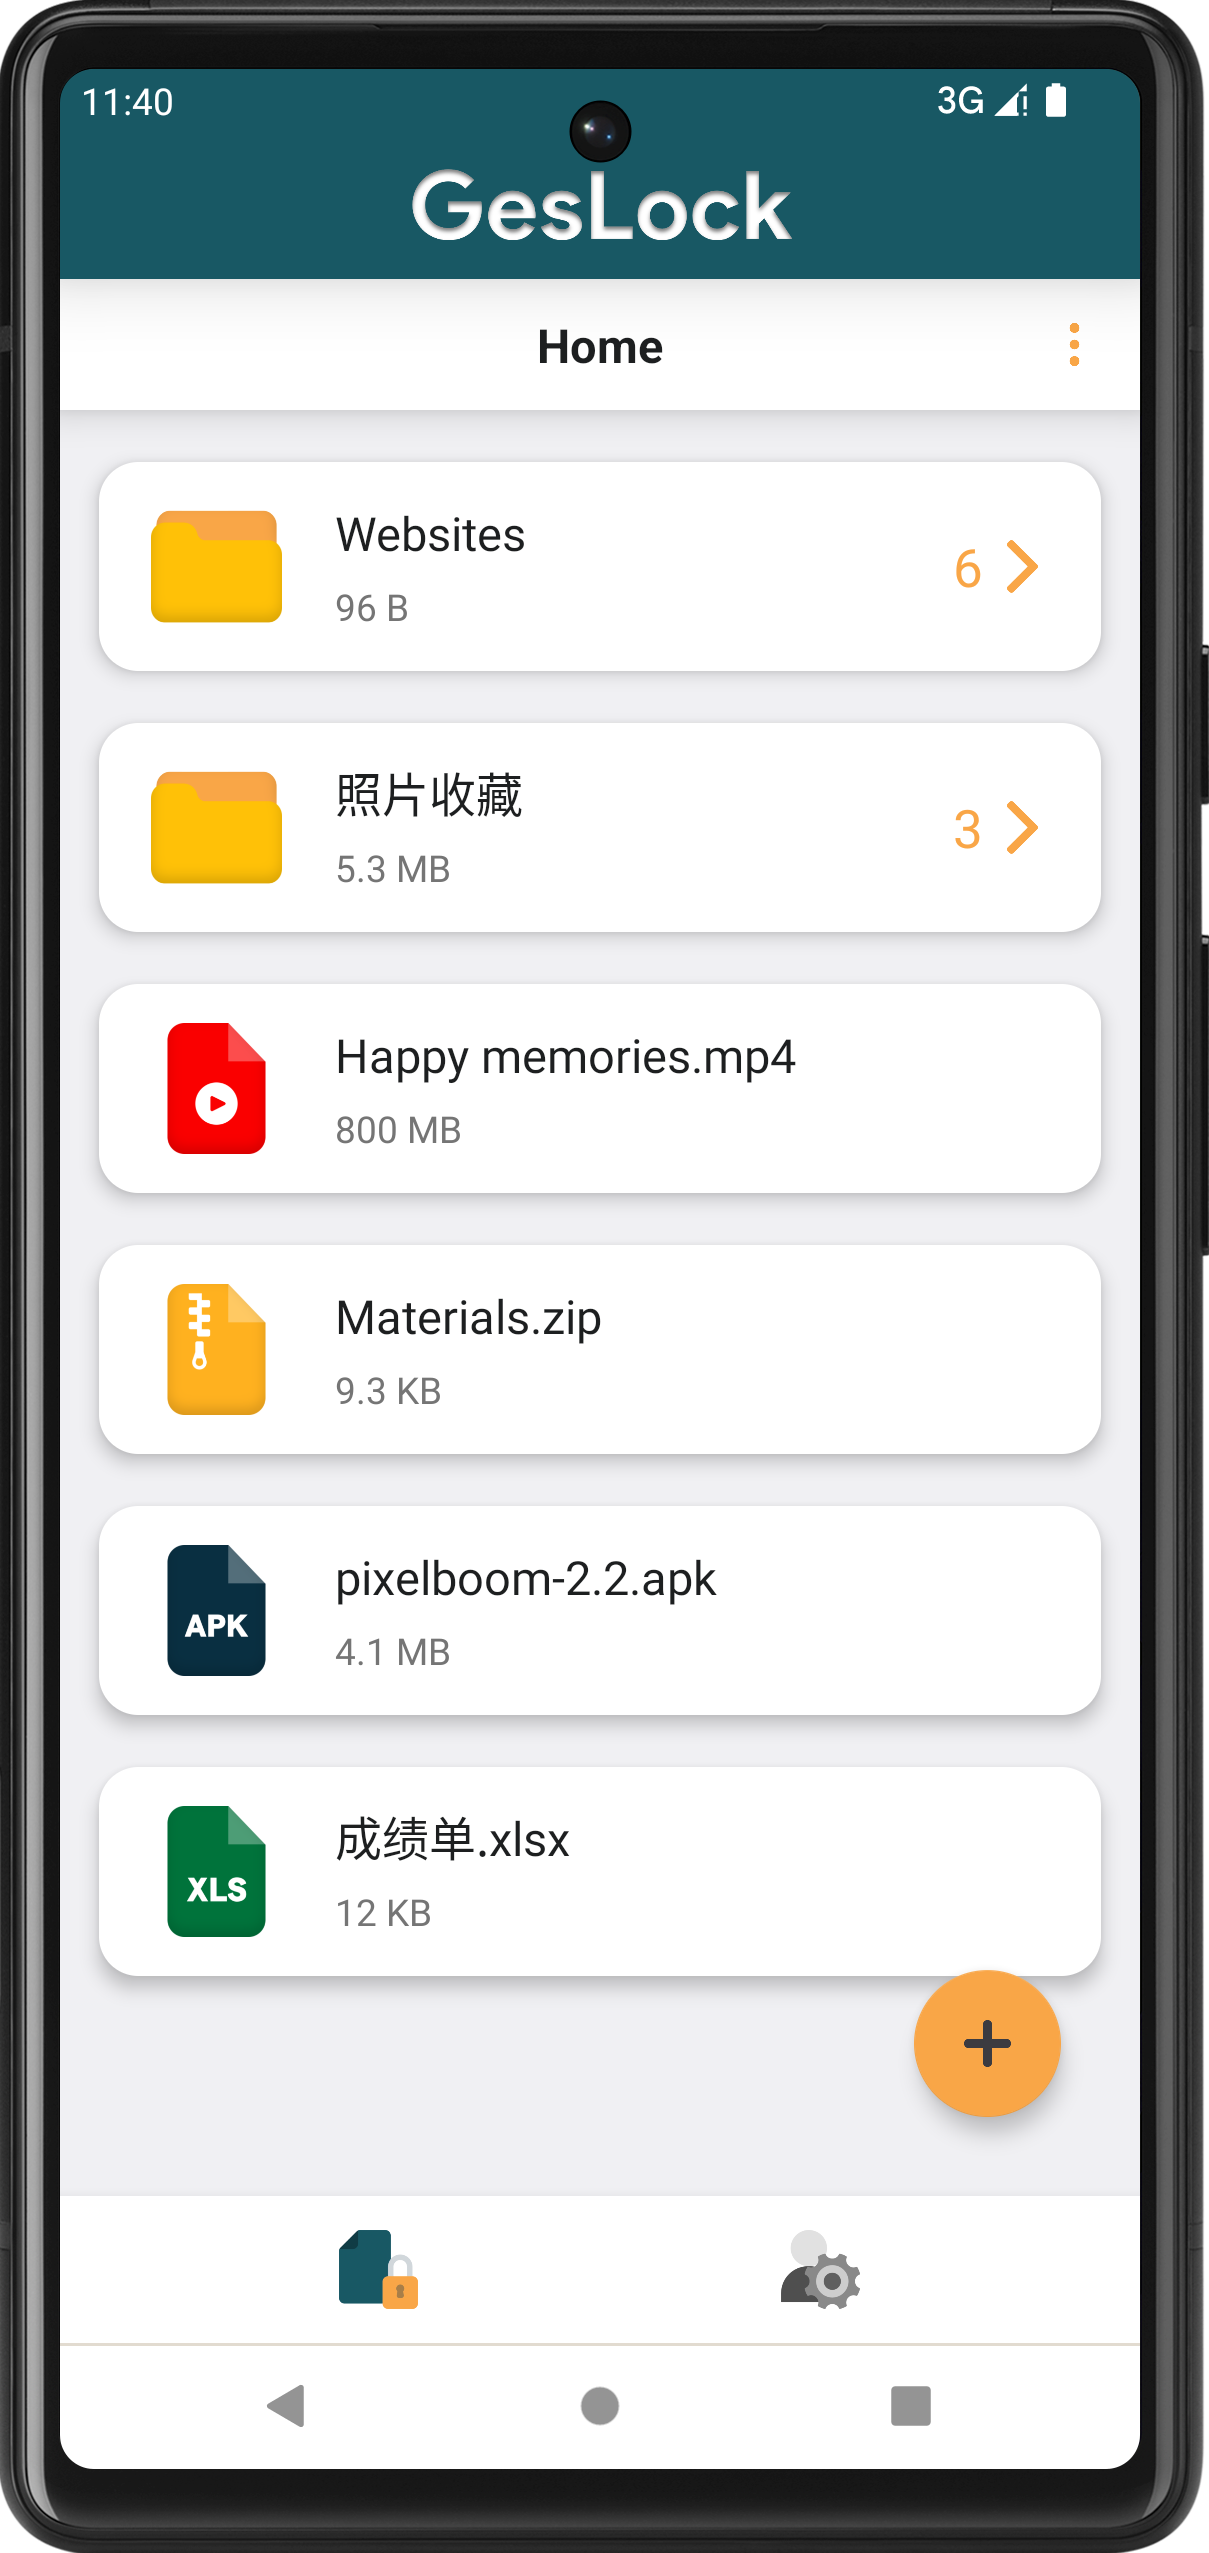 11:40
3G
GesLock
Home
Websites
96 B
6
照片收藏
5.3 MB
3
Happy memories.mp4
800 MB
Materials.zip
9.3 KB
pixelboom-2.2.apk
APK
4.1 MB
成绩单.xlsx
XLS
12 KB